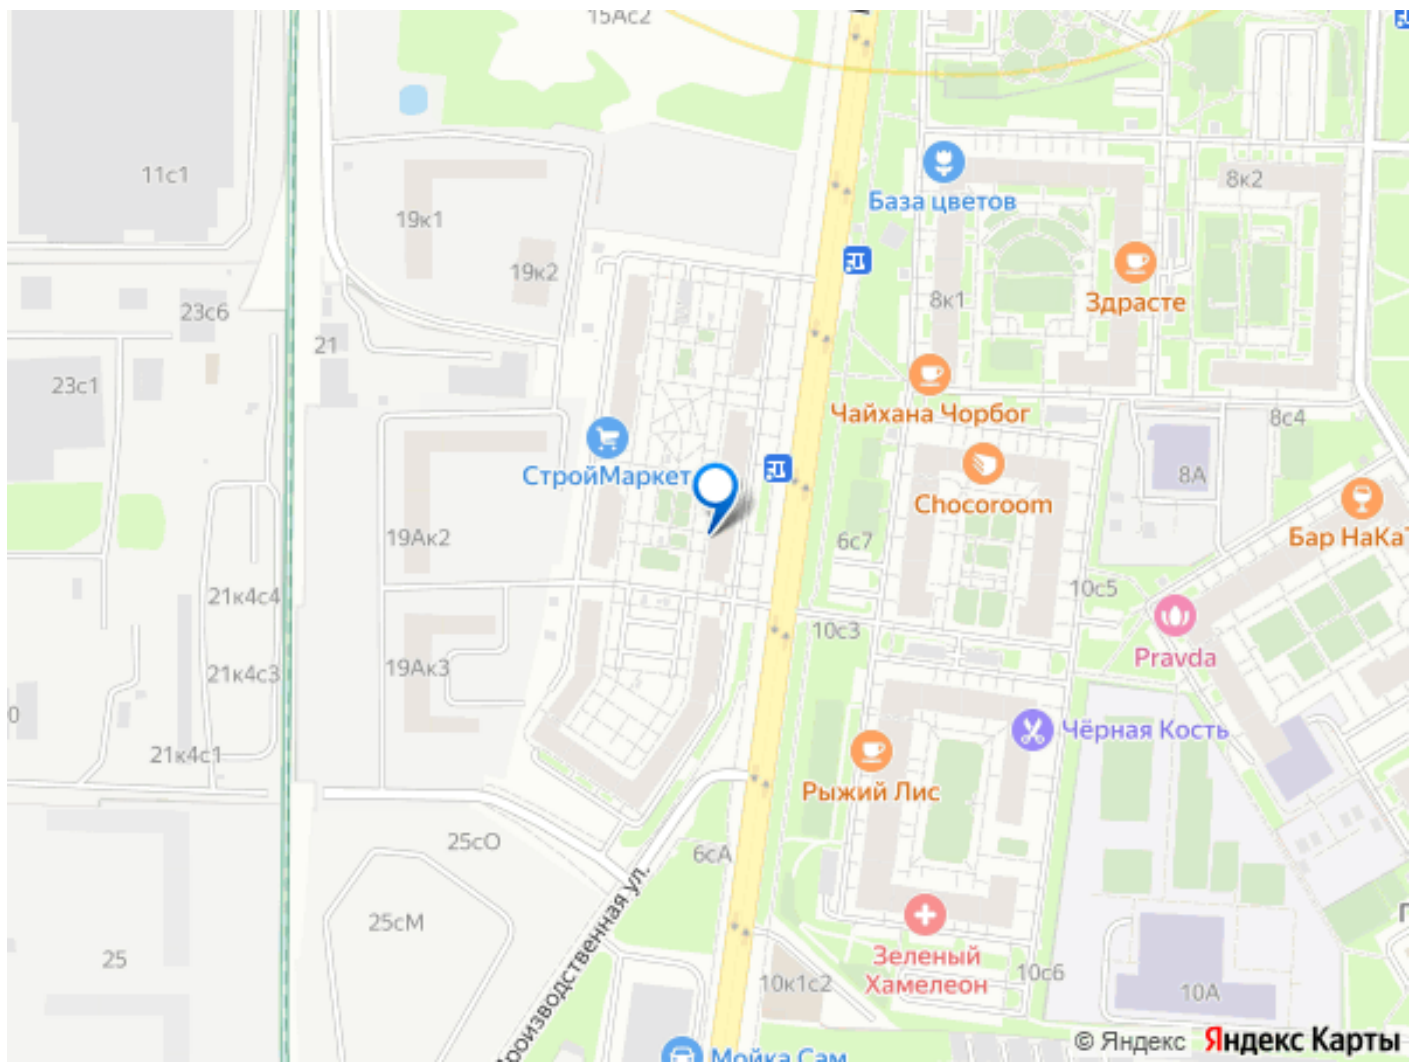 15Ас2
11с1
База цветов
8к2
19к1
19к2
Здрасте
8к1
23с6
21
23с1
Чайхана Чорбог
8с4
СтройМаркет
8А
Chocoroom
19Ак2
6с7
Бар НаКаТ
10с5
21к4с4
10с3
Pravda
19Ак3
21к4с3
0
Чёрная Кость
21к4с1
Рыжий Лис
25сО
6сА
25сМ
Производственная ул.
25
Зеленый
Хамелеон
10с6
10к1с2
10А
П
Мойка Сам
© Яндекс Яндекс Карты